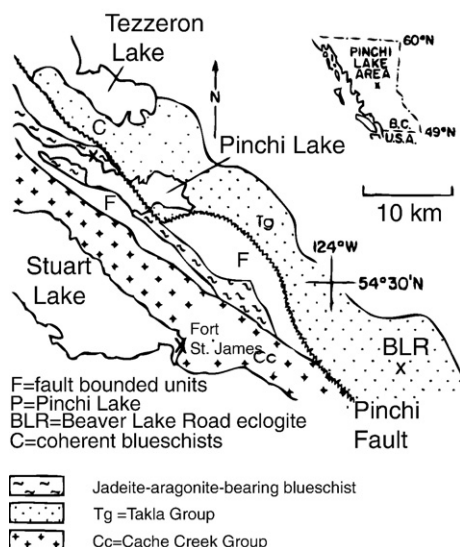 Tezzeron
Lake
N
PINCHI
LAKE
AREA
60°N
B.C.
U.S.A.
49°N
C
Pinchi Lake
10 km
F
Tg
F
124°W
54°30'N
Stuart
Lake
Fort
St. James
Cc
BLR
F=fault bounded units
P=Pinchi Lake
BLR=Beaver Lake Road eclogite
C=coherent blueschists
Pinchi
Fault
Jadeite-aragonite-bearing blueschist
Tg =Takla Group
Cc=Cache Creek Group